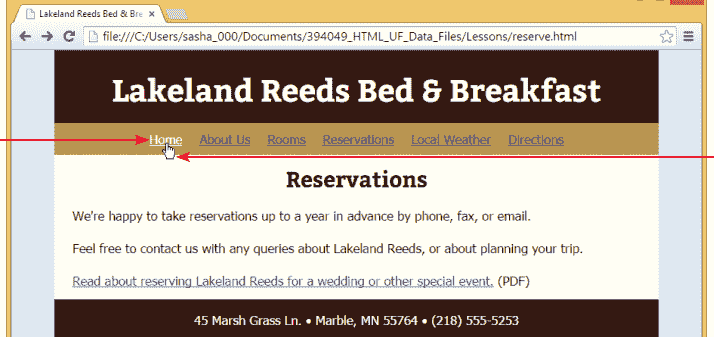 Lakeland Reeds Bed & Bre
file:///C:/Users/sasha_000/Documents/394049_HTML_UF_Data_Files/Lessons/reserve.html
Lakeland Reeds Bed & Breakfast
Home About Us Rooms Reservations Local Weather Directions
Reservations
We're happy to take reservations up to a year in advance by phone, fax, or email.
Feel free to contact us with any queries about Lakeland Reeds, or about planning your trip.
Read about reserving Lakeland Reeds for a wedding or other special event. (PDF)
45 Marsh Grass Ln. • Marble, MN 55764 • (218) 555-5253